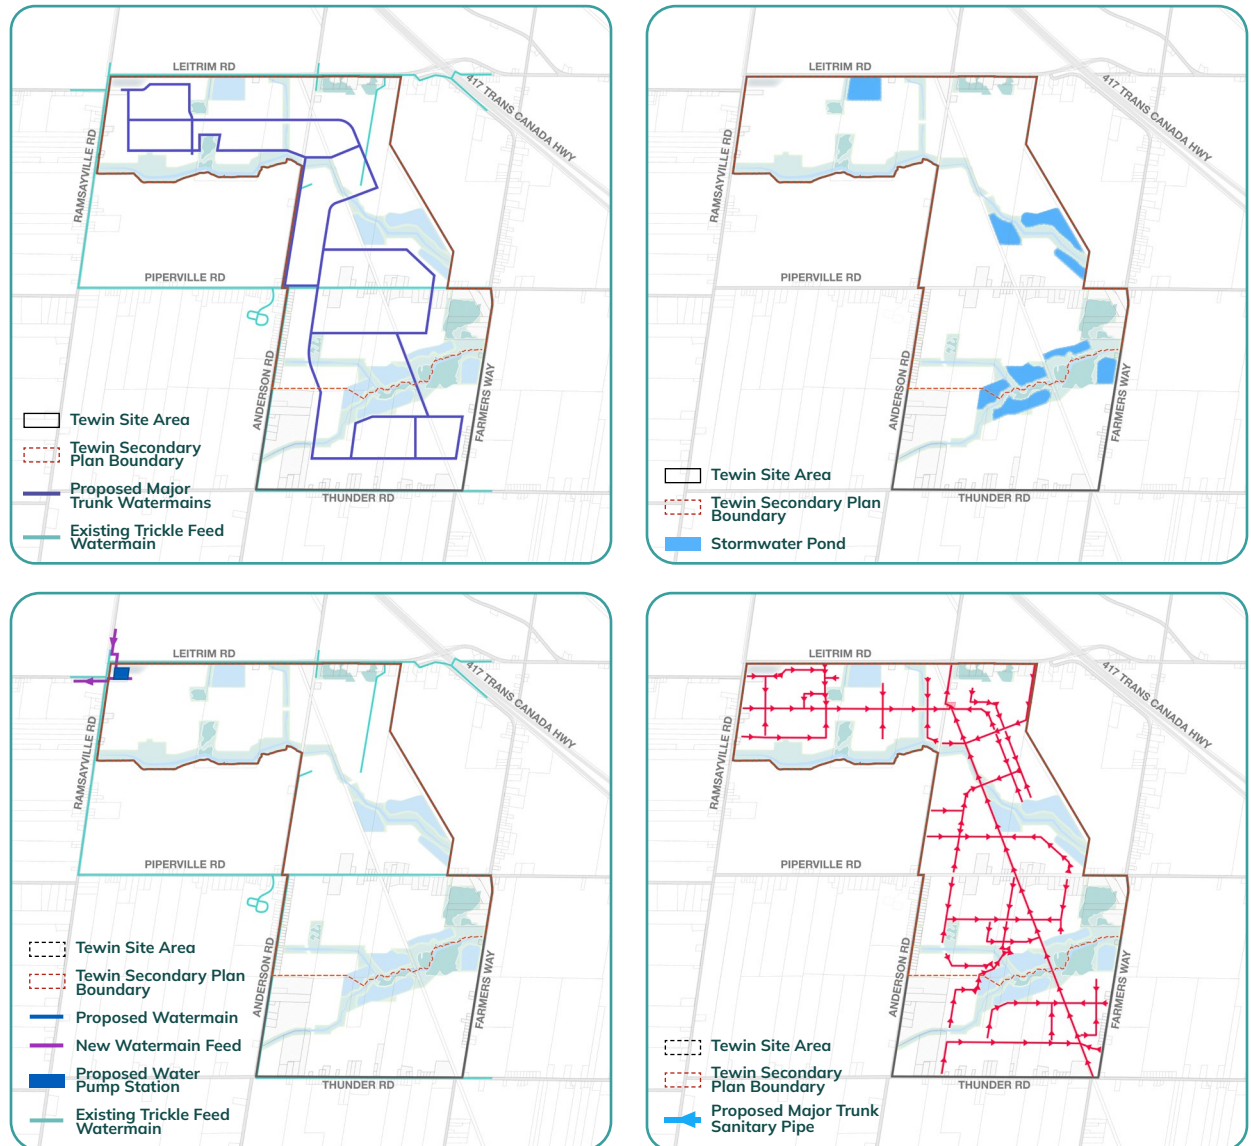 LEITRIM RD
417 TRANS CANADA HWY
RAMSAYVILLE RD
PIPERVILLE RD
ANDERSON RD
FARMERS WAY
THUNDER RD
Tewin Site Area
Tewin Secondary
Plan Boundary
Proposed Major
Trunk Watermains
Existing Trickle Feed
Watermain
LEITRIM RD
417 TRANS CANADA HWY
RAMSAYVILLE RD
PIPERVILLE RD
ANDERSON RD
FARMERS WAY
THUNDER RD
Tewin Site Area
Tewin Secondary Plan
Boundary
Stormwater Pond
LEITRIM RD
417 TRANS CANADA HWY
RAMSAYVILLE RD
PIPERVILLE RD
ANDERSON RD
FARMERS WAY
THUNDER RD
Tewin Site Area
Tewin Secondary Plan
Boundary
Proposed Watermain
New Watermain Feed
Proposed Water
Pump Station
Existing Trickle Feed
Watermain
LEITRIM RD
417 TRANS CANADA HWY
RAMSAYVILLE RD
PIPERVILLE RD
ANDERSON RD
FARMERS WAY
THUNDER RD
Tewin Site Area
Tewin Secondary
Plan Boundary
Proposed Major Trunk
Sanitary Pipe